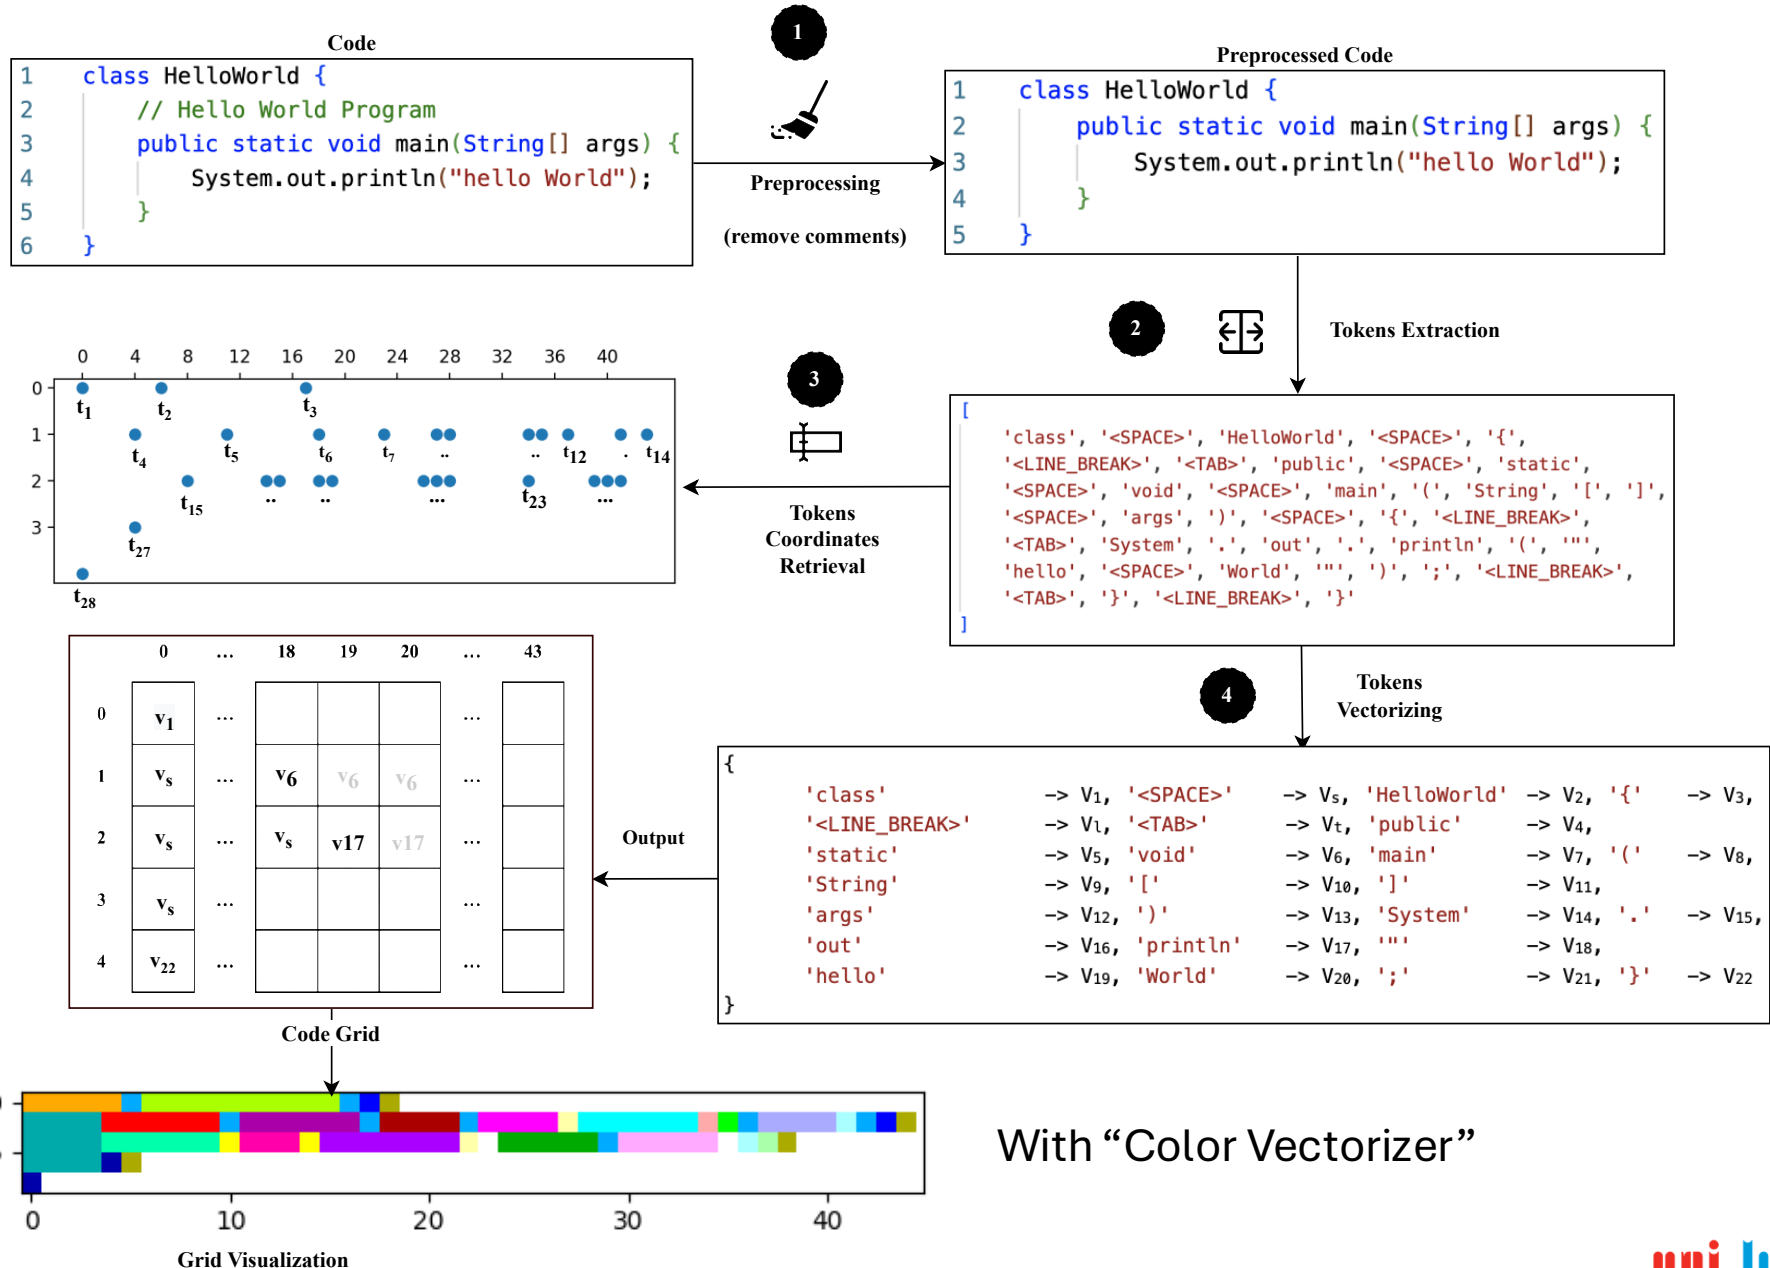 Code
1 class HelloWorld {
2 // Hello World Program
3 public static void main(String[] args) {
4 System.out.println("hello World");
5 }
6 }
1
Preprocessing
(remove comments)
Preprocessed Code
1 class HelloWorld {
2 public static void main(String[] args) {
3 System.out.println("hello World");
4 }
5 }
2
Tokens Extraction
[
'class', '<SPACE>', 'HelloWorld', '<SPACE>', '{',
'<LINE_BREAK>', '<TAB>', 'public', '<SPACE>', 'static',
'<SPACE>', 'void', '<SPACE>', 'main', '(', 'String', '[', ']',
'<SPACE>', 'args', ')', '<SPACE>', '{', '<LINE_BREAK>',
'<TAB>', 'System', '.', 'out', '.', 'println', '(', '"',
'hello', '<SPACE>', 'World', '"', ')', ';', '<LINE_BREAK>',
'<TAB>', '}', '<LINE_BREAK>', '}'
]
3
Tokens
Coordinates
Retrieval
0 4 8 12 16 20 24 28 32 36 40
0
t1 t2 t3
1
t4 t5 t6 t7 .. .. t12 . t14
2
t15 .. .. ... t23 ...
3
t27
t28
4
Tokens
Vectorizing
{
'class' -> V1, '<SPACE>' -> Vs, 'HelloWorld' -> V2, '{' -> V3,
'<LINE_BREAK>' -> Vl, '<TAB>' -> Vt, 'public' -> V4,
'static' -> V5, 'void' -> V6, 'main' -> V7, '(' -> V8,
'String' -> V9, '[' -> V10, ']' -> V11,
'args' -> V12, ')' -> V13, 'System' -> V14, '.' -> V15,
'out' -> V16, 'println' -> V17, '"' -> V18,
'hello' -> V19, 'World' -> V20, ';' -> V21, '}' -> V22
}
Output
0 ... 18 19 20 ... 43
0 v1 ... ...
1 vs ... v6 v6 v6 ...
2 vs ... vs v17 v17 ...
3 vs ... ...
4 v22 ... ...
Code Grid
0 10 20 30 40
Grid Visualization
With “Color Vectorizer”